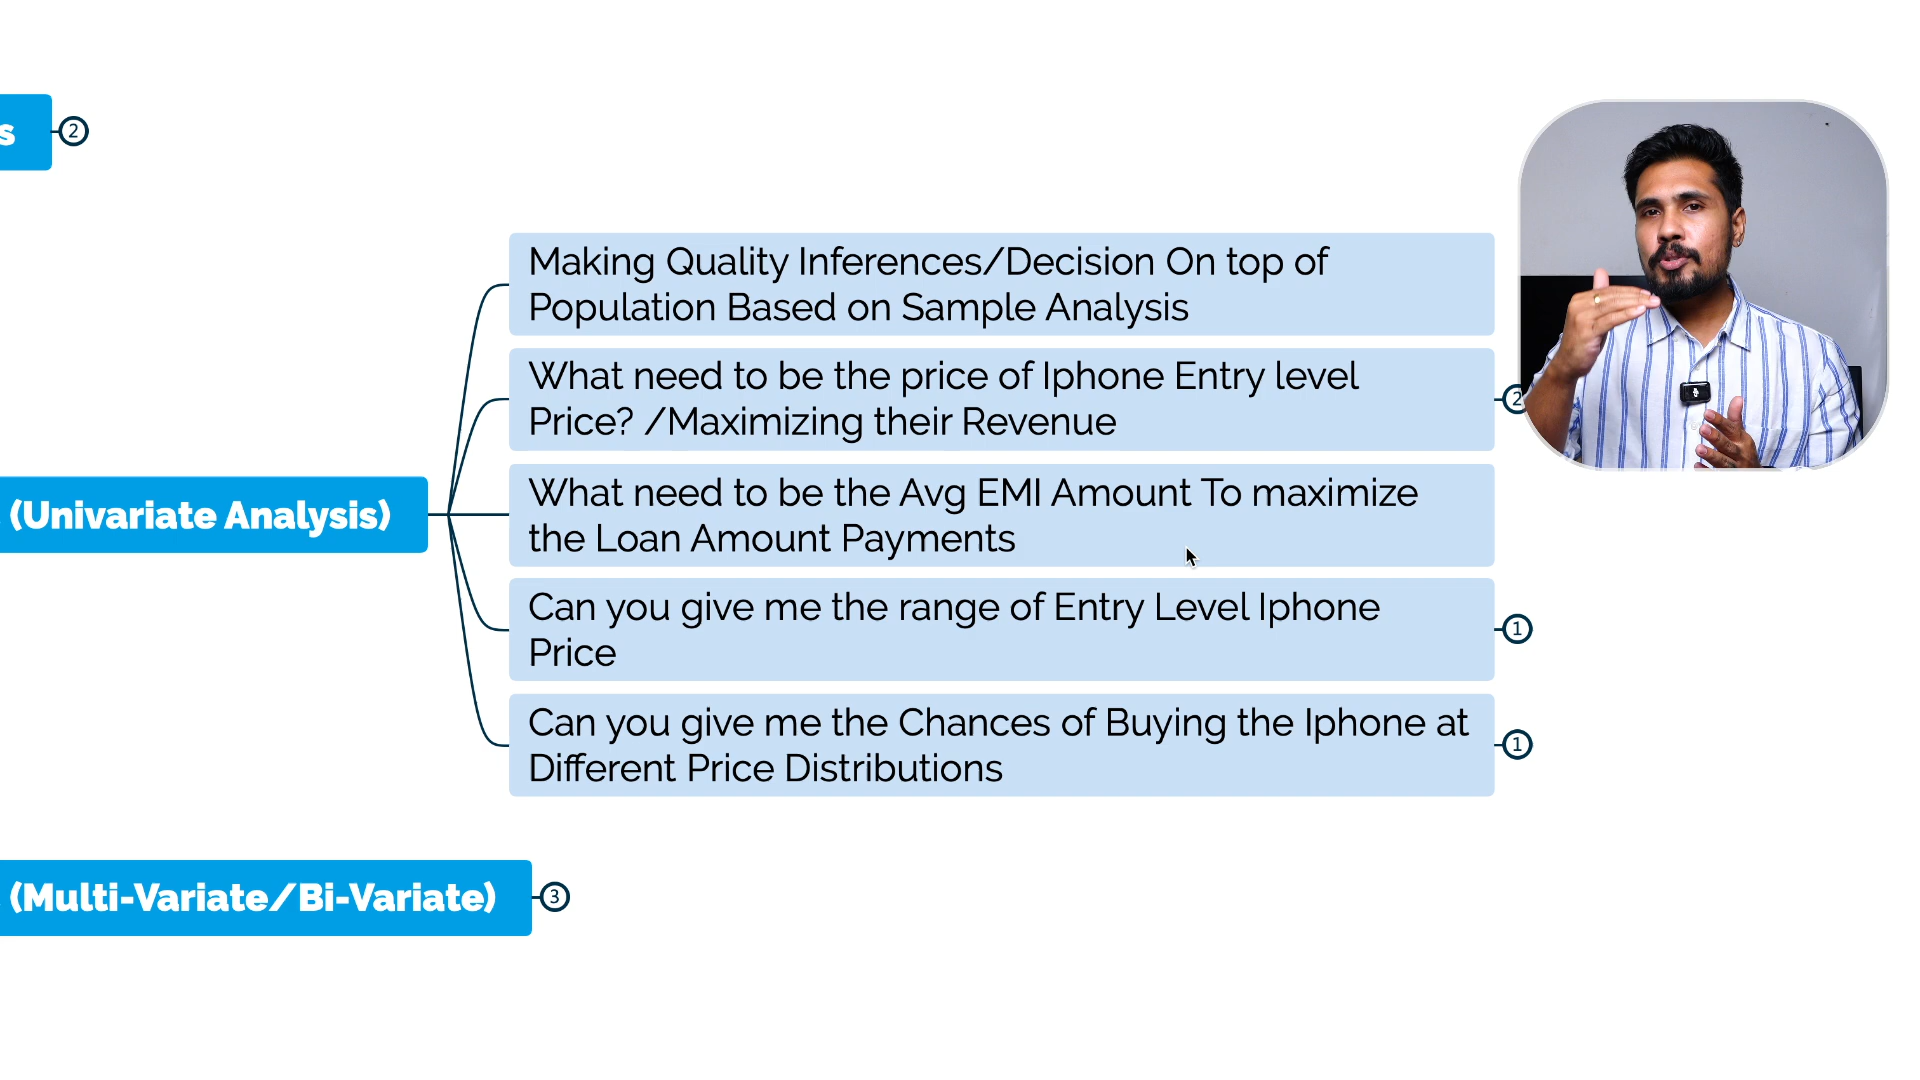 s
2
Making Quality Inferences/Decision On top of
Population Based on Sample Analysis
What need to be the price of Iphone Entry level
Price? /Maximizing their Revenue
2
(Univariate Analysis)
What need to be the Avg EMI Amount To maximize
the Loan Amount Payments
Can you give me the range of Entry Level Iphone
Price
1
Can you give me the Chances of Buying the Iphone at
Different Price Distributions
1
(Multi-Variate/Bi-Variate)
3